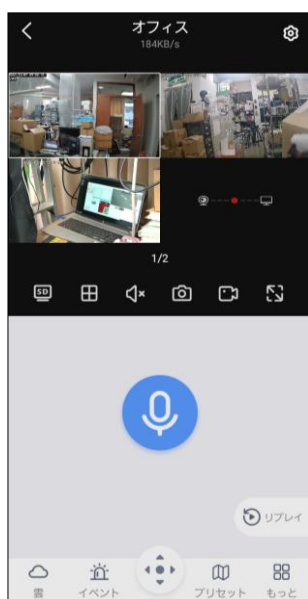 オフィス
184KB/s
1/2
SD
リプレイ
雲
イベント
プリセット
もっと